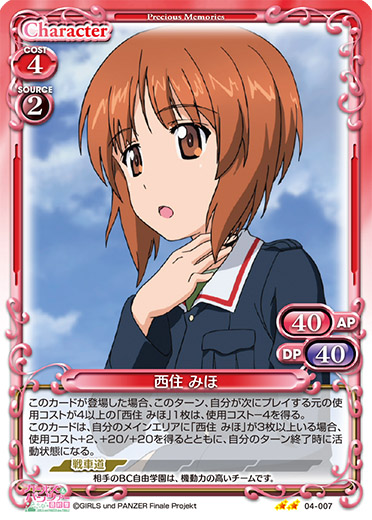 Precious Memories
Character
COST
4
SOURCE
2
40 AP
DP 40
西住 みほ
このカードが登場した場合、このターン、自分が次にプレイする元の使
用コストが4以上の「西住 みほ」1枚は、使用コスト−4を得る。
このカードは、自分のメインエリアに「西住 みほ」が3枚以上いる場合、
使用コスト+2、+20/+20を得るとともに、自分のターン終了時に活
動状態になる。
戦車道
相手のBC自由学園は、機動力の高いチームです。
©GIRLS und PANZER Finale Projekt
04-007